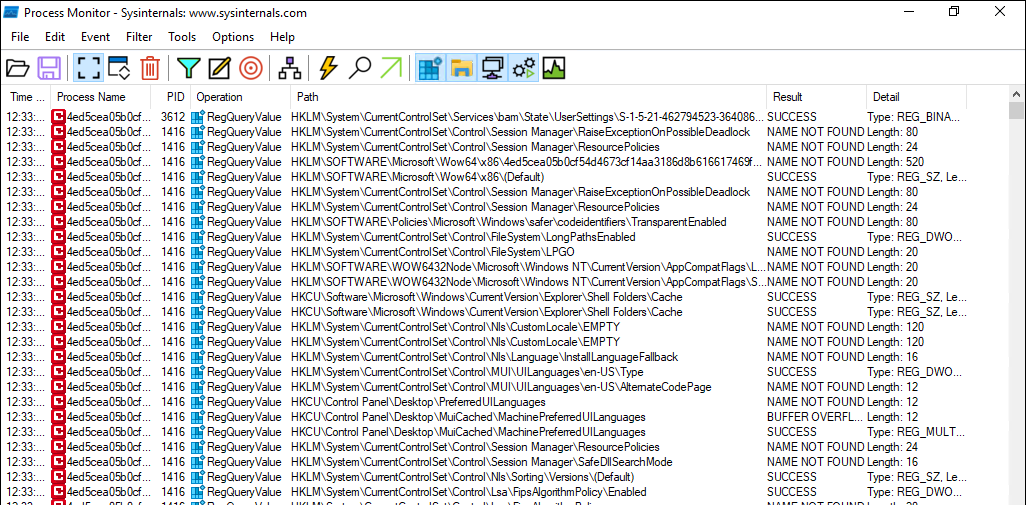 Process Monitor - Sysinternals: www.sysinternals.com
File Edit Event Filter Tools Options Help
Time ... Process Name PID Operation Path Result Detail
12:33:... 4ed5cea05b0cf... 3612 RegQueryValue HKLM\System\CurrentControlSet\Services\bam\State\UserSettings\S-1-5-21-462794523-364086... SUCCESS Type: REG_BINA...
12:33:... 4ed5cea05b0cf... 1416 RegQueryValue HKLM\System\CurrentControlSet\Control\Session Manager\RaiseExceptionOnPossibleDeadlock NAME NOT FOUND Length: 80
12:33:... 4ed5cea05b0cf... 1416 RegQueryValue HKLM\System\CurrentControlSet\Control\Session Manager\ResourcePolicies NAME NOT FOUND Length: 24
12:33:... 4ed5cea05b0cf... 1416 RegQueryValue HKLM\SOFTWARE\Microsoft\Wow64\x86\4ed5cea05b0cf54d4673cf14aa3186d8b616617469f... NAME NOT FOUND Length: 520
12:33:... 4ed5cea05b0cf... 1416 RegQueryValue HKLM\SOFTWARE\Microsoft\Wow64\x86\(Default) SUCCESS Type: REG_SZ, Le...
12:33:... 4ed5cea05b0cf... 1416 RegQueryValue HKLM\System\CurrentControlSet\Control\Session Manager\RaiseExceptionOnPossibleDeadlock NAME NOT FOUND Length: 80
12:33:... 4ed5cea05b0cf... 1416 RegQueryValue HKLM\System\CurrentControlSet\Control\Session Manager\ResourcePolicies NAME NOT FOUND Length: 24
12:33:... 4ed5cea05b0cf... 1416 RegQueryValue HKLM\SOFTWARE\Policies\Microsoft\Windows\safer\codeidentifiers\TransparentEnabled NAME NOT FOUND Length: 80
12:33:... 4ed5cea05b0cf... 1416 RegQueryValue HKLM\System\CurrentControlSet\Control\FileSystem\LongPathsEnabled SUCCESS Type: REG_DWO...
12:33:... 4ed5cea05b0cf... 1416 RegQueryValue HKLM\System\CurrentControlSet\Control\FileSystem\LPGO NAME NOT FOUND Length: 20
12:33:... 4ed5cea05b0cf... 1416 RegQueryValue HKLM\SOFTWARE\WOW6432Node\Microsoft\Windows NT\CurrentVersion\AppCompatFlags\L... NAME NOT FOUND Length: 20
12:33:... 4ed5cea05b0cf... 1416 RegQueryValue HKLM\SOFTWARE\WOW6432Node\Microsoft\Windows NT\CurrentVersion\AppCompatFlags\S... NAME NOT FOUND Length: 20
12:33:... 4ed5cea05b0cf... 1416 RegQueryValue HKCU\Software\Microsoft\Windows\CurrentVersion\Explorer\Shell Folders\Cache SUCCESS Type: REG_SZ, Le...
12:33:... 4ed5cea05b0cf... 1416 RegQueryValue HKCU\Software\Microsoft\Windows\CurrentVersion\Explorer\Shell Folders\Cache SUCCESS Type: REG_SZ, Le...
12:33:... 4ed5cea05b0cf... 1416 RegQueryValue HKLM\System\CurrentControlSet\Control\Nls\CustomLocale\EMPTY NAME NOT FOUND Length: 120
12:33:... 4ed5cea05b0cf... 1416 RegQueryValue HKLM\System\CurrentControlSet\Control\Nls\CustomLocale\EMPTY NAME NOT FOUND Length: 120
12:33:... 4ed5cea05b0cf... 1416 RegQueryValue HKLM\System\CurrentControlSet\Control\Nls\Language\InstallLanguageFallback NAME NOT FOUND Length: 16
12:33:... 4ed5cea05b0cf... 1416 RegQueryValue HKLM\System\CurrentControlSet\Control\MUI\UILanguages\en-US\Type SUCCESS Type: REG_DWO...
12:33:... 4ed5cea05b0cf... 1416 RegQueryValue HKLM\System\CurrentControlSet\Control\MUI\UILanguages\en-US\AlternateCodePage NAME NOT FOUND Length: 12
12:33:... 4ed5cea05b0cf... 1416 RegQueryValue HKCU\Control Panel\Desktop\PreferredUILanguages NAME NOT FOUND Length: 12
12:33:... 4ed5cea05b0cf... 1416 RegQueryValue HKCU\Control Panel\Desktop\MuiCached\MachinePreferredUILanguages BUFFER OVERFL... Length: 12
12:33:... 4ed5cea05b0cf... 1416 RegQueryValue HKCU\Control Panel\Desktop\MuiCached\MachinePreferredUILanguages SUCCESS Type: REG_MULT...
12:33:... 4ed5cea05b0cf... 1416 RegQueryValue HKLM\System\CurrentControlSet\Control\Session Manager\ResourcePolicies NAME NOT FOUND Length: 24
12:33:... 4ed5cea05b0cf... 1416 RegQueryValue HKLM\System\CurrentControlSet\Control\Session Manager\SafeDllSearchMode NAME NOT FOUND Length: 16
12:33:... 4ed5cea05b0cf... 1416 RegQueryValue HKLM\System\CurrentControlSet\Control\Nls\Sorting\Versions\(Default) SUCCESS Type: REG_SZ, Le...
12:33:... 4ed5cea05b0cf... 1416 RegQueryValue HKLM\System\CurrentControlSet\Control\Lsa\FipsAlgorithmPolicy\Enabled SUCCESS Type: REG_DWO...